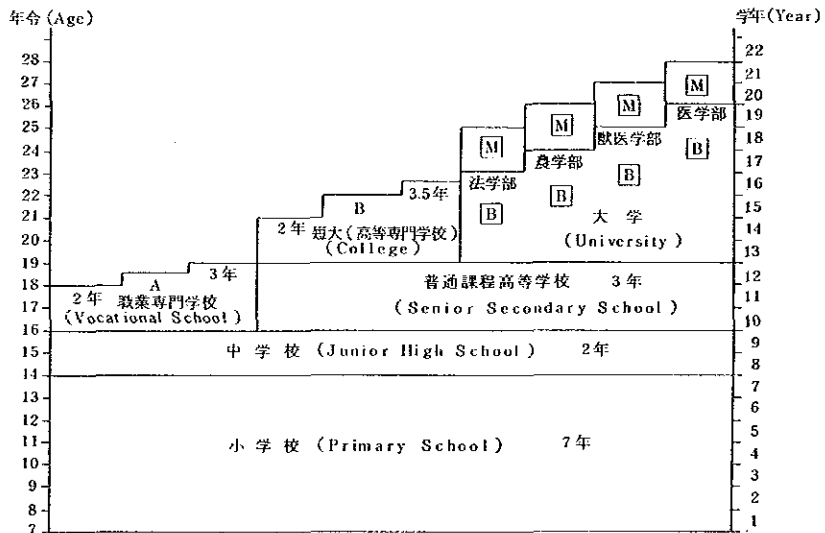 年令(Age)
学年(Year)
28
27
26
25
24
23
22
21
20
19
18
17
16
15
14
13
12
11
10
9
8
7
22
21
20
19
18
17
16
15
14
13
12
11
10
9
8
7
6
5
4
3
2
1
M
医学部
B
M
獣医学部
B
M
農学部
B
M
法学部
B
大学
(University)
3.5年
B
2年 短大(高等専門学校)
(College)
3年
A
2年 職業専門学校
(Vocational School)
普通課程高等学校 3年
(Senior Secondary School)
中学校 (Junior High School) 2年
小学校 (Primary School) 7年